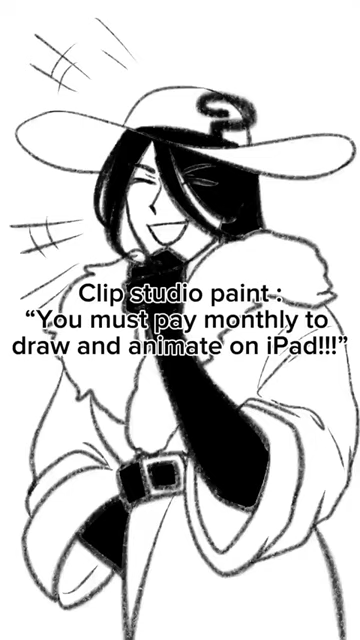 Clip studio paint :
“You must pay monthly to
draw and animate on iPad!!!”